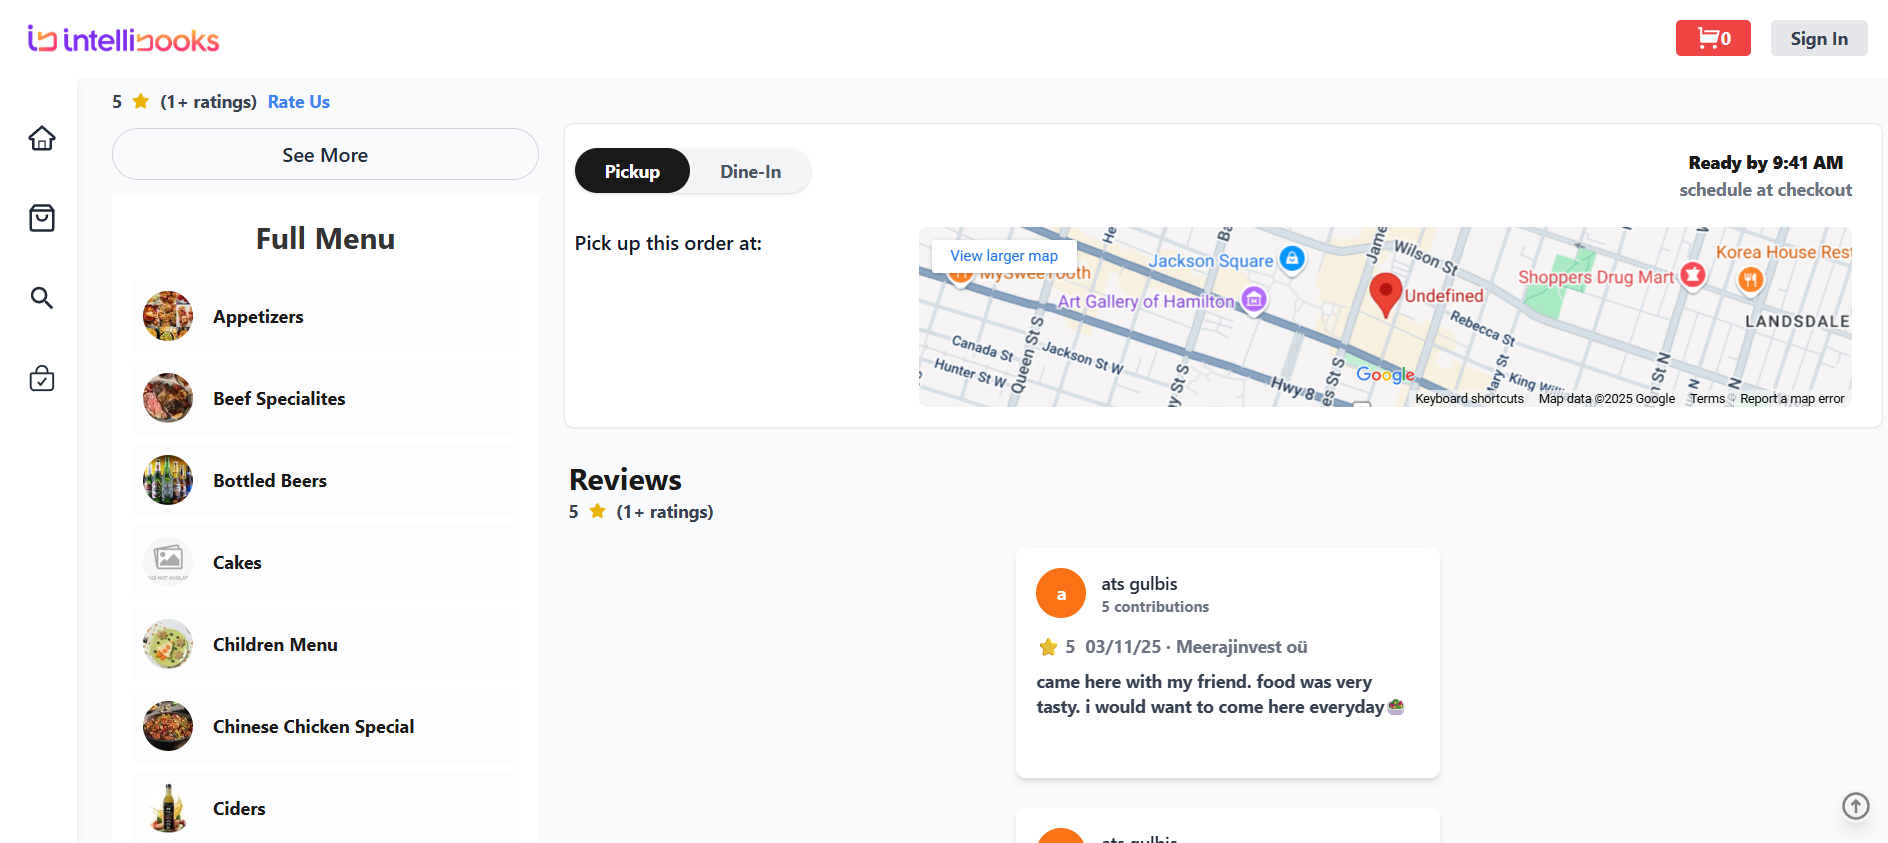 intellibooks
0
Sign In
5 (1+ ratings) Rate Us
See More
Full Menu
Appetizers
Beef Specialites
Bottled Beers
Cakes
Children Menu
Chinese Chicken Special
Ciders
Pickup
Dine-In
Ready by 9:41 AM
schedule at checkout
Pick up this order at:
View larger map
MySweeTooth
Jackson Square
Art Gallery of Hamilton
Wilson St
Undefined
Shoppers Drug Mart
Korea House Rest
LANDSDALE
Rebecca St
Canada St
Hunter St W
Queen St S
Jackson St W
Hwy 8
Google
Keyboard shortcuts
Map data ©2025 Google
Terms
Report a map error
Reviews
5 (1+ ratings)
a
ats gulbis
5 contributions
5 03/11/25 · Meerajinvest oü
came here with my friend. food was very
tasty. i would want to come here everyday🥗
ats gulbis